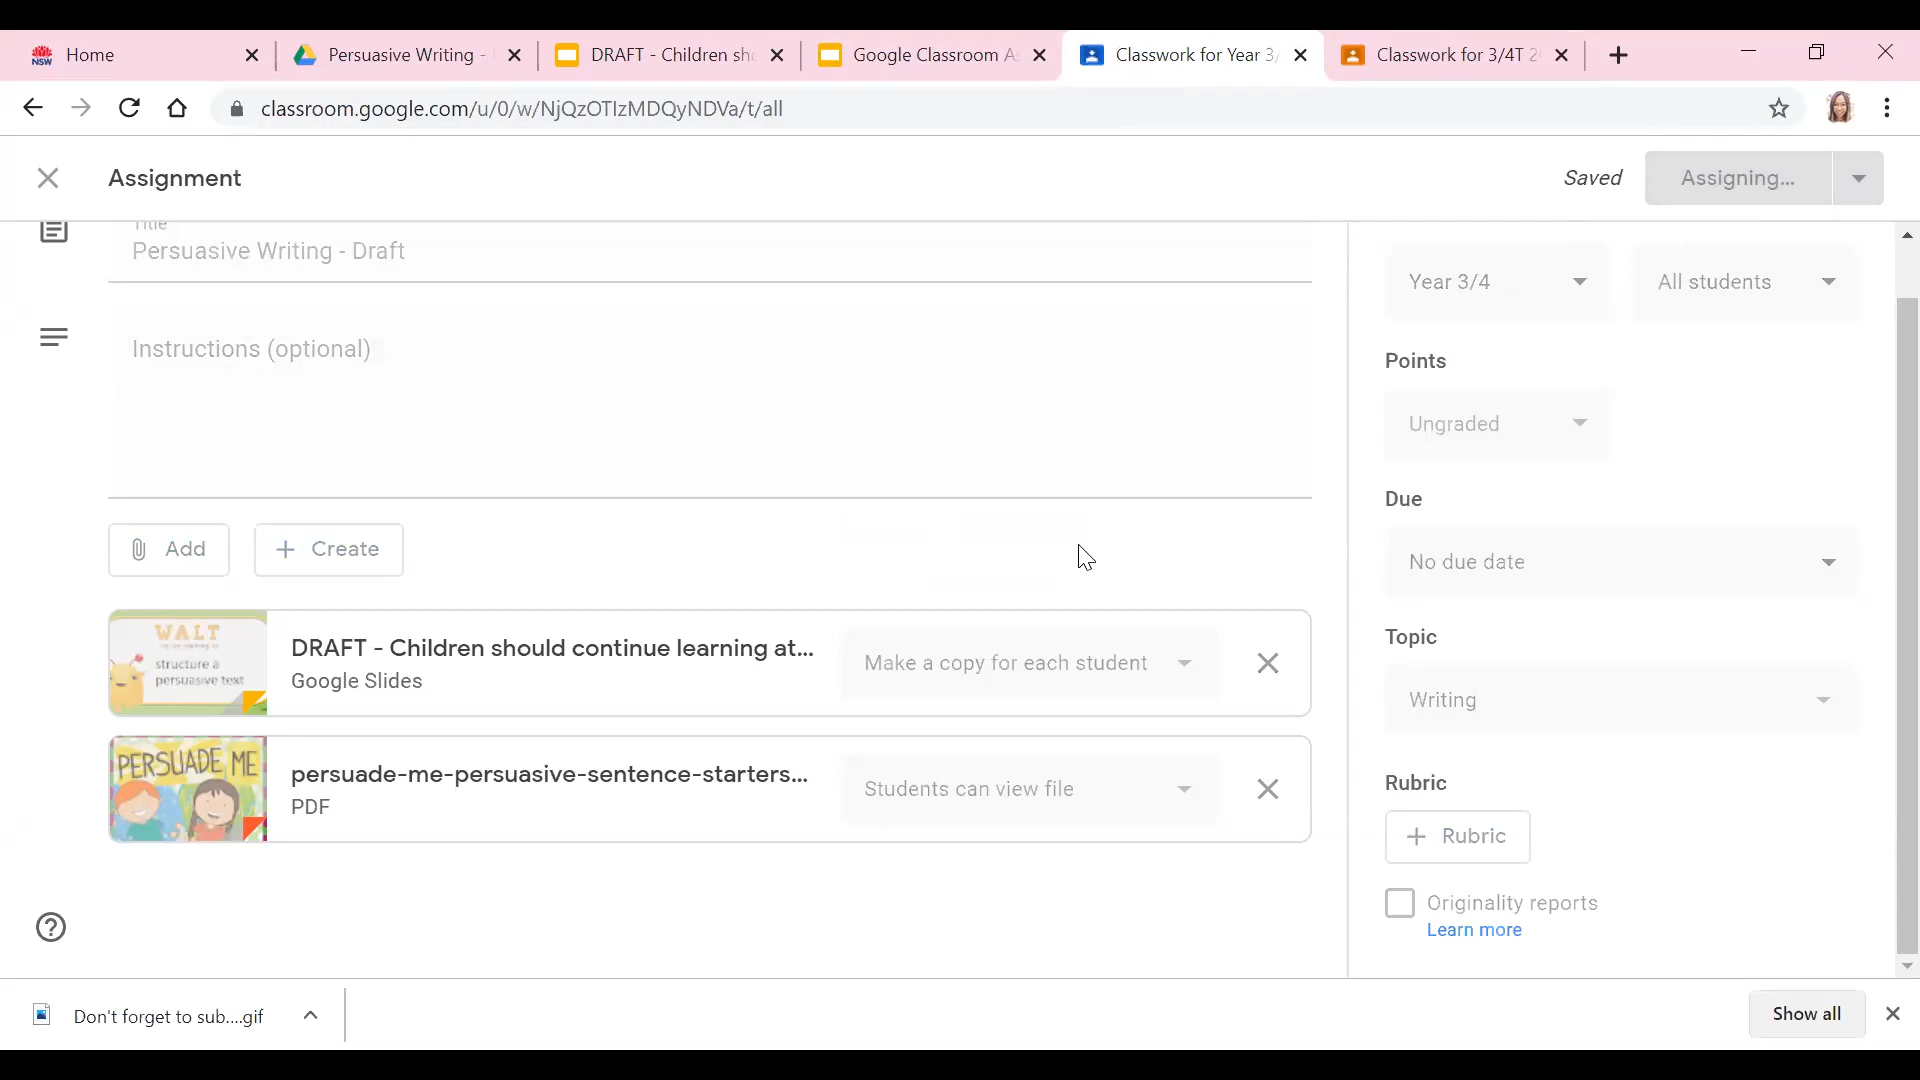 NSW
Home
Persuasive Writing -
DRAFT - Children sh
Google Classroom As
Classwork for Year 3/
Classwork for 3/4T 2
classroom.google.com/u/0/w/NjQzOTIzMDQyNDVa/t/all
Assignment
Saved
Assigning...
Title
Persuasive Writing - Draft
Year 3/4
All students
Instructions (optional)
Points
Ungraded
Due
No due date
Add
Create
WALT
structure a
persuasive text
DRAFT - Children should continue learning at...
Google Slides
Make a copy for each student
Topic
Writing
PERSUADE ME
persuade-me-persuasive-sentence-starters...
PDF
Students can view file
Rubric
Rubric
Originality reports
Learn more
Don't forget to sub....gif
Show all